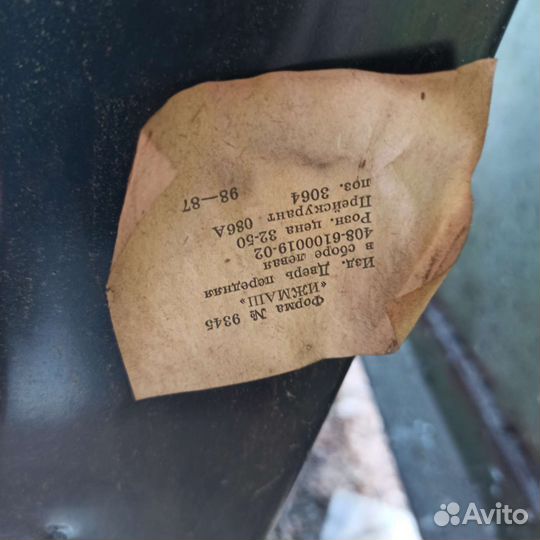 Форма № 9345
«ИЖМАШ»
Изд. Дверь передняя
в сборе левая
408-6100019-02
Розн. цена 32-50
Прейскурант 086А
поз. 3064
98—87
Avito